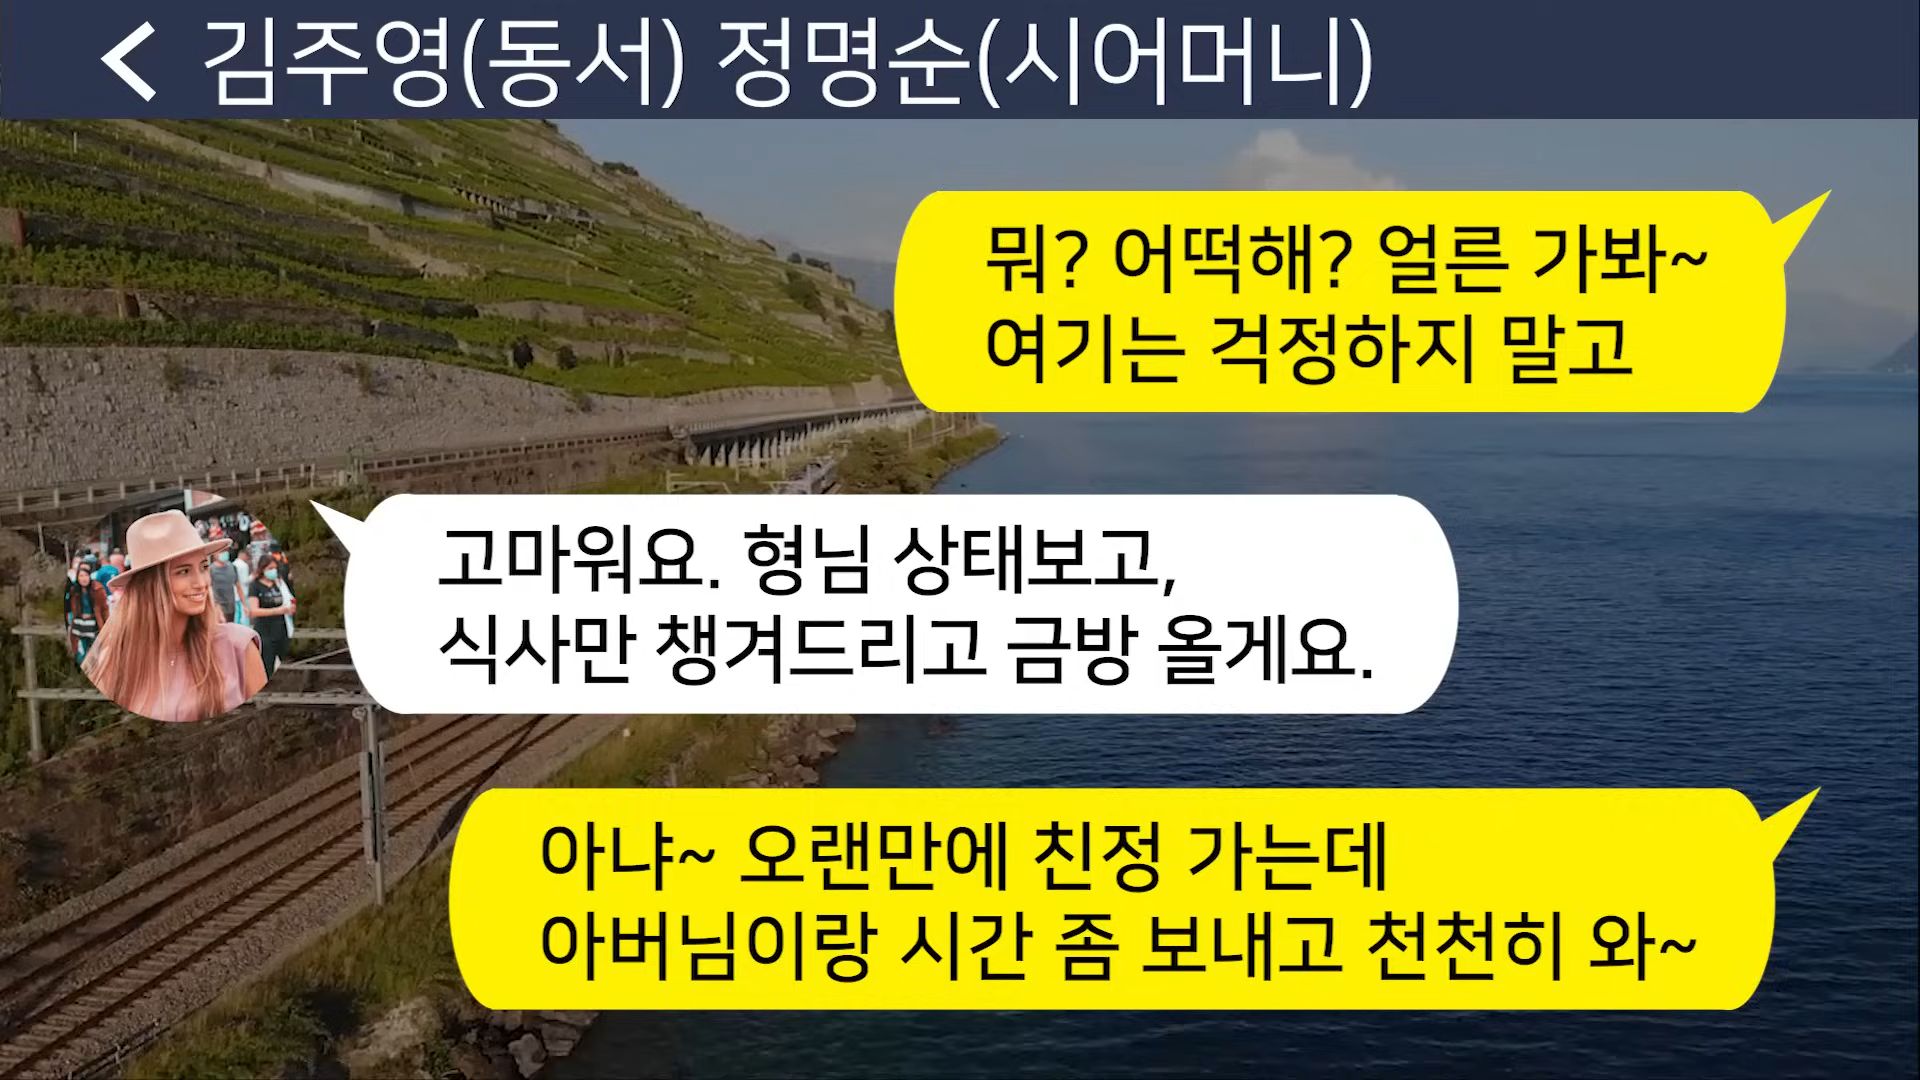 김주영(동서) 정명순(시어머니)
뭐? 어떡해? 얼른 가봐~
여기는 걱정하지 말고
고마워요. 형님 상태보고,
식사만 챙겨드리고 금방 올게요.
아냐~ 오랜만에 친정 가는데
아버님이랑 시간 좀 보내고 천천히 와~